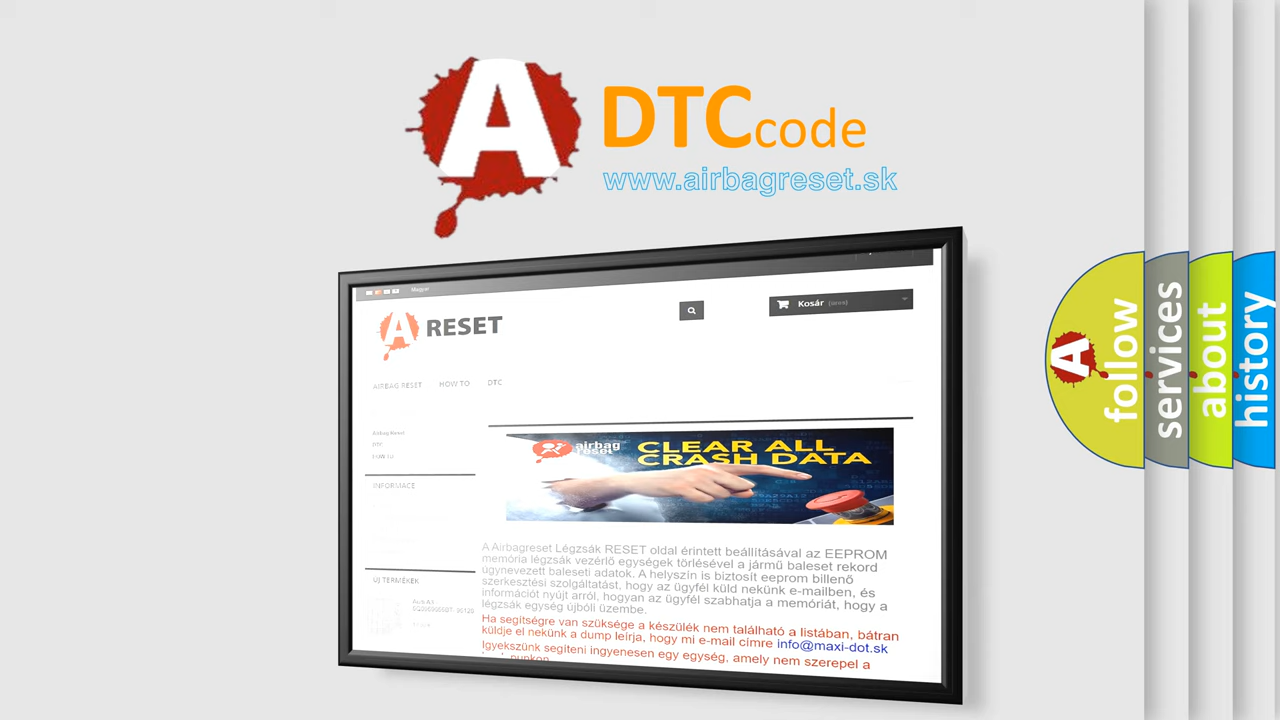 A
DTCcode
www.airbagreset.sk
Magyar
A RESET
Kosár (üres)
AIRBAG RESET HOW TO DTC
Airbag Reset
DTC
HOW TO
INFORMACE
ÚJ TERMÉKEK
airbag
reset
CLEAR ALL
CRASH DATA
A Airbagreset Légzsák RESET oldal érintett beállításával az EEPROM
memória légzsák vezérlő egységek törlésével a jármű baleset rekord
úgynevezett baleseti adatok. A helyszín is biztosít eeprom billenő
szerkesztési szolgáltatást, hogy az ügyfél küld nekünk e-mailben, és
információt nyújt arról, hogyan az ügyfél szabhatja a memóriát, hogy a
légzsák egység újbóli üzembe.
Ha segítségre van szüksége a készülék nem található a listában, bátran
küldje el nekünk a dump leírja, hogy mi e-mail címre info@maxi-dot.sk
Igyekszünk segíteni ingyenesen egy egység, amely nem szerepel a
A
follow
services
about
history